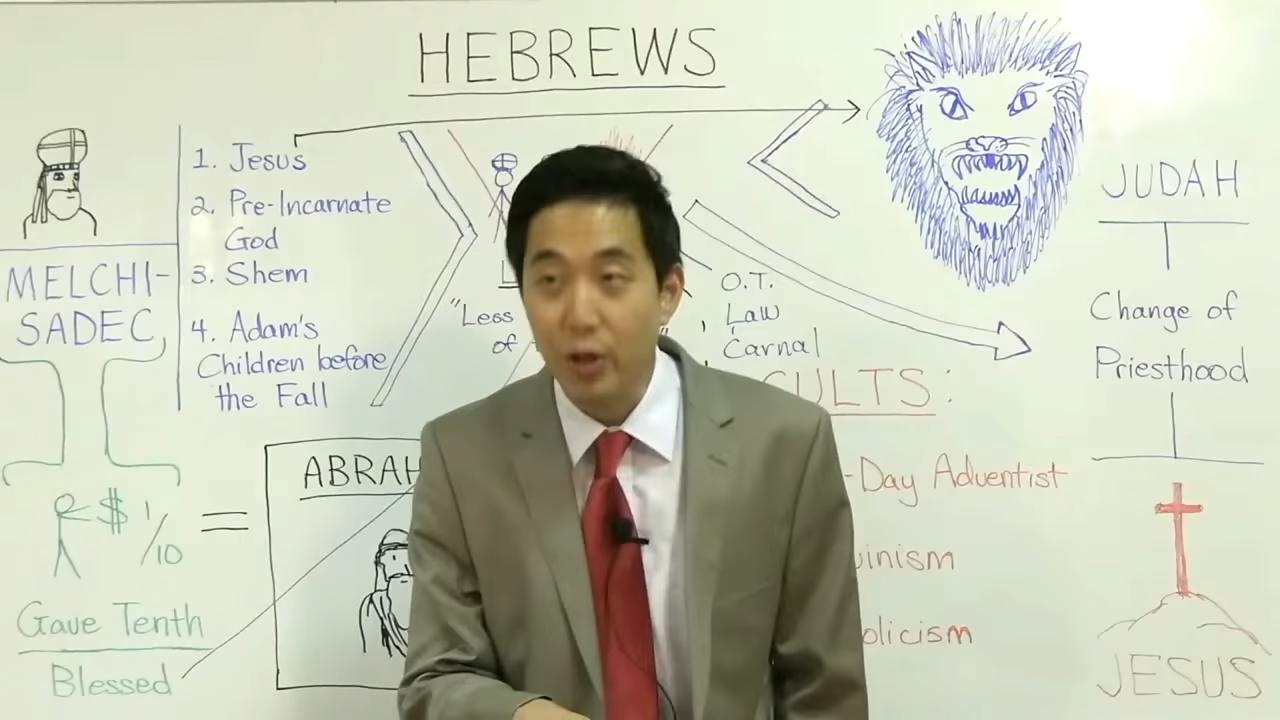 HEBREWS
MELCHI-
SADEC
1. Jesus
2. Pre-Incarnate
God
3. Shem
4. Adam's
Children before
the Fall
"Less
of
O.T.
Law
Carnal
JUDAH
Change of
Priesthood
JESUS
$ 1/10 =
Gave Tenth
Blessed
ABRAH
CULTS:
-Day Adventist
inism
olicism